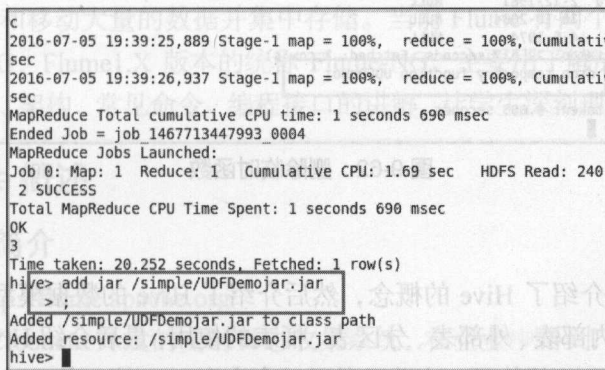 2016-07-05 19:39:25,889 Stage-1 map = 100%,  reduce = 100%, Cumulativ
sec
2016-07-05 19:39:26,937 Stage-1 map = 100%,  reduce = 100%, Cumulativ
sec
MapReduce Total cumulative CPU time: 1 seconds 690 msec
Ended Job = job_1467713447993_0004
MapReduce Jobs Launched:
Job 0: Map: 1  Reduce: 1   Cumulative CPU: 1.69 sec   HDFS Read: 240
2 SUCCESS
Total MapReduce CPU Time Spent: 1 seconds 690 msec
OK
3
Time taken: 20.252 seconds, Fetched: 1 row(s)
hive> add jar /simple/UDFDemojar.jar
> ;
Added /simple/UDFDemojar.jar to class path
Added resource: /simple/UDFDemojar.jar
hive>